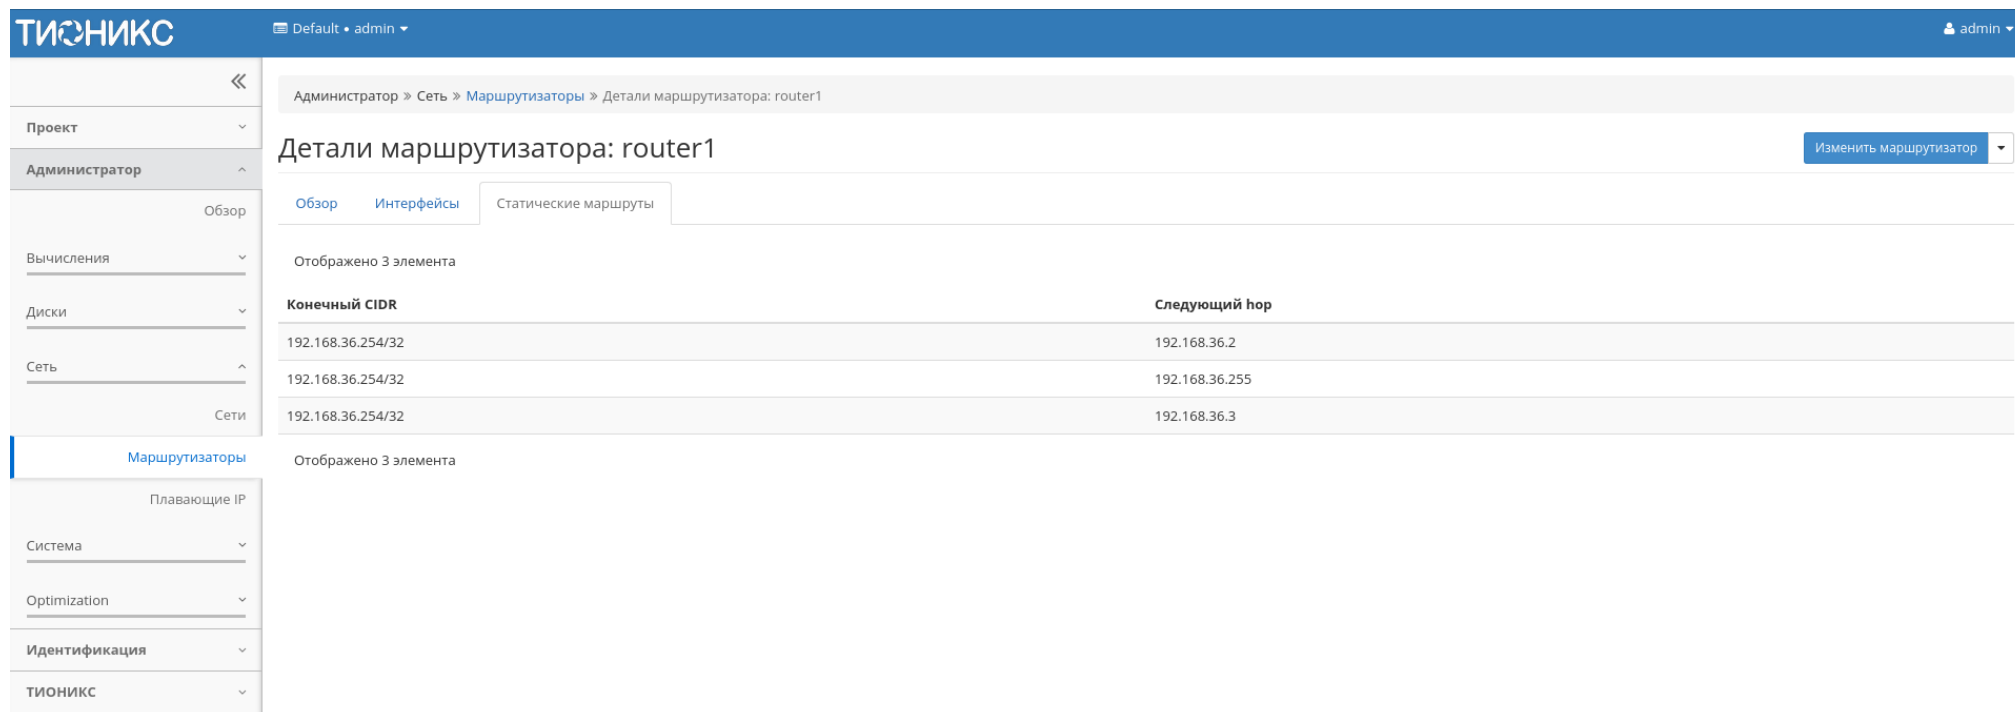 ТИОНИКС
Default • admin
admin
Администратор » Сеть » Маршрутизаторы » Детали маршрутизатора: router1
Проект
Администратор
Обзор
Вычисления
Диски
Сеть
Сети
Маршрутизаторы
Плавающие IP
Система
Optimization
Идентификация
ТИОНИКС
Детали маршрутизатора: router1
Изменить маршрутизатор
Обзор Интерфейсы Статические маршруты
Отображено 3 элемента
Конечный CIDR Следующий hop
192.168.36.254/32 192.168.36.2
192.168.36.254/32 192.168.36.255
192.168.36.254/32 192.168.36.3
Отображено 3 элемента